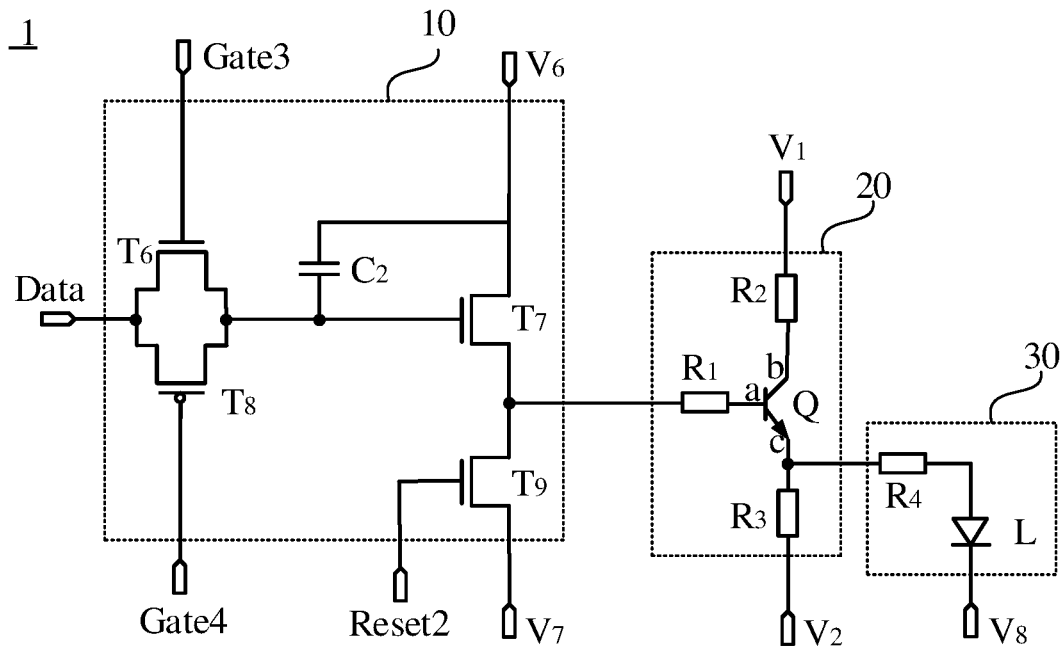 1
10
Gate3
V6
V1
20
T6
C2
Data
R2
T7
30
R1
b
a
Q
T8
c
T9
R4
R3
L
Gate4
Reset2
V7
V2
V8